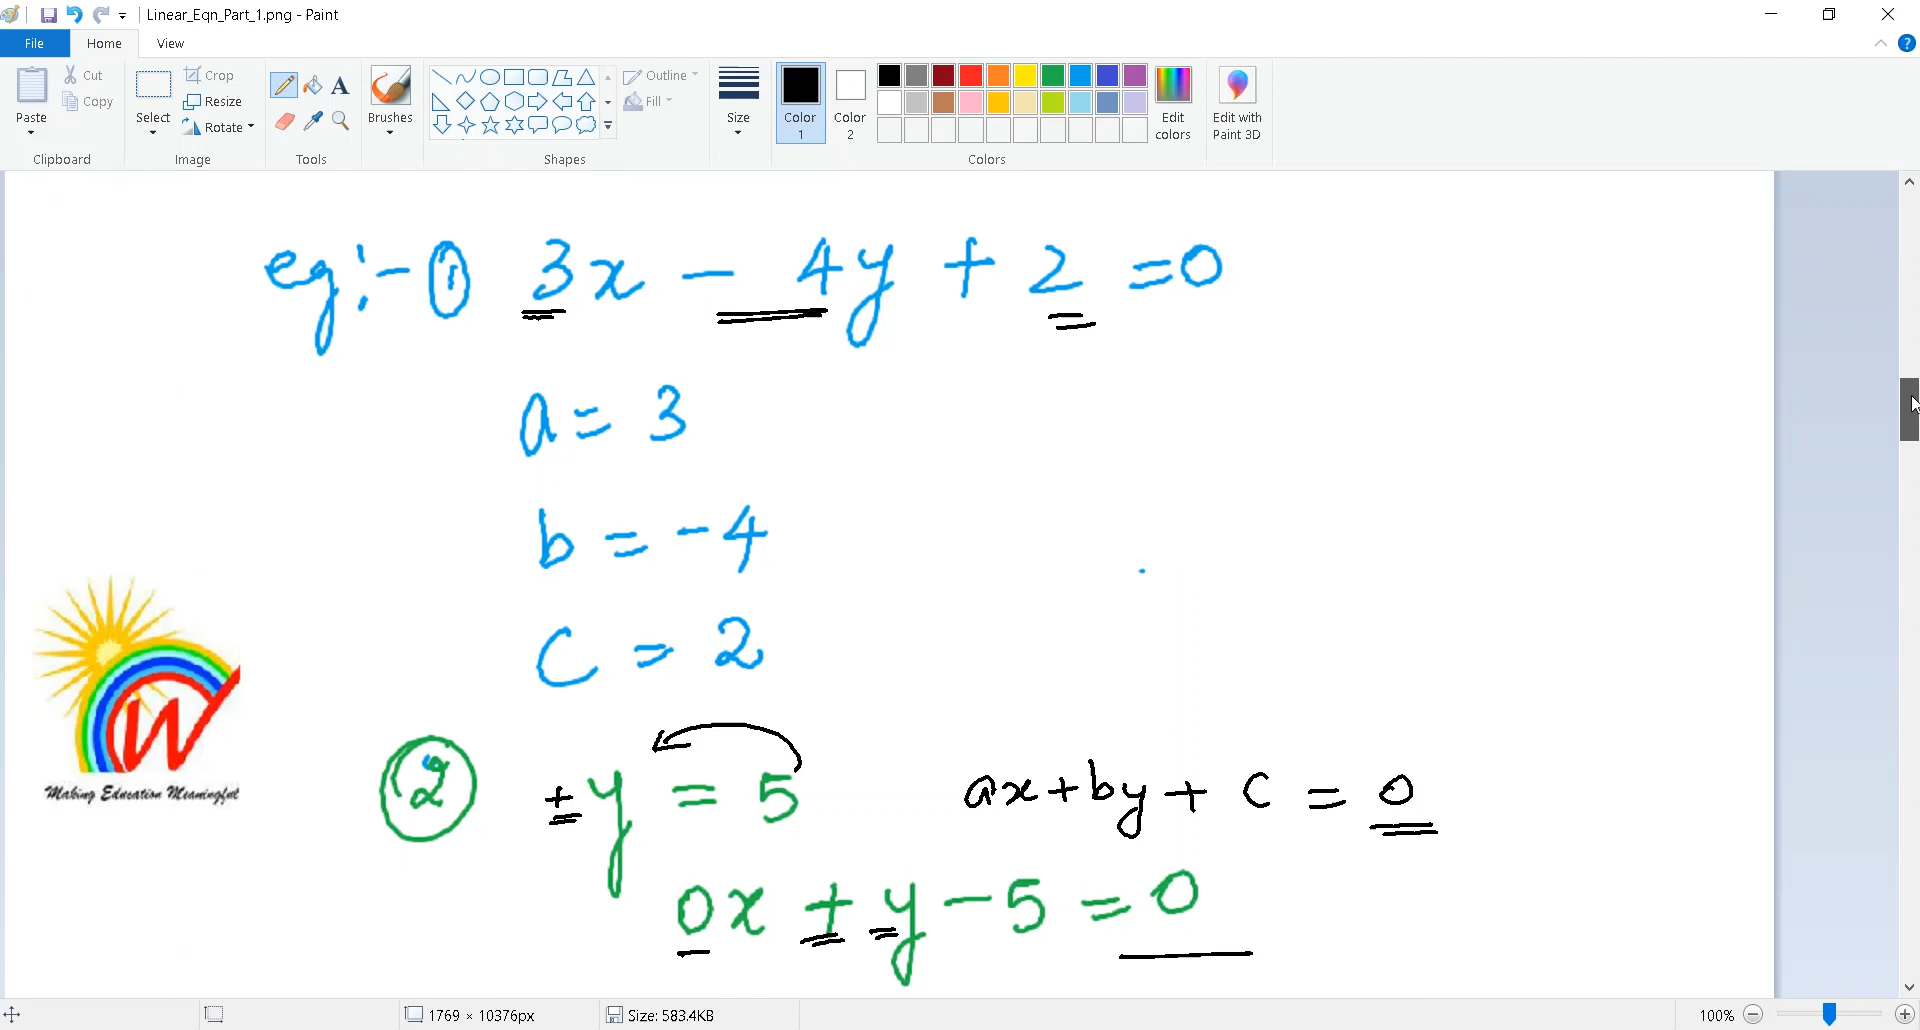 Linear_Eqn_Part_1.png - Paint
File Home View
Paste Cut Copy Clipboard
Select Crop Resize Rotate Image
Tools
Brushes
Outline Fill Shapes
Size
Color 1 Color 2 Edit colors Colors
Edit with Paint 3D
eg:- ① 3x - 4y + 2 = 0
a = 3
b = -4
c = 2
② + y = 5 ax + by + c = 0
0x + y - 5 = 0
W
Making Education Meaningful
1769 × 10376px Size: 583.4KB 100%